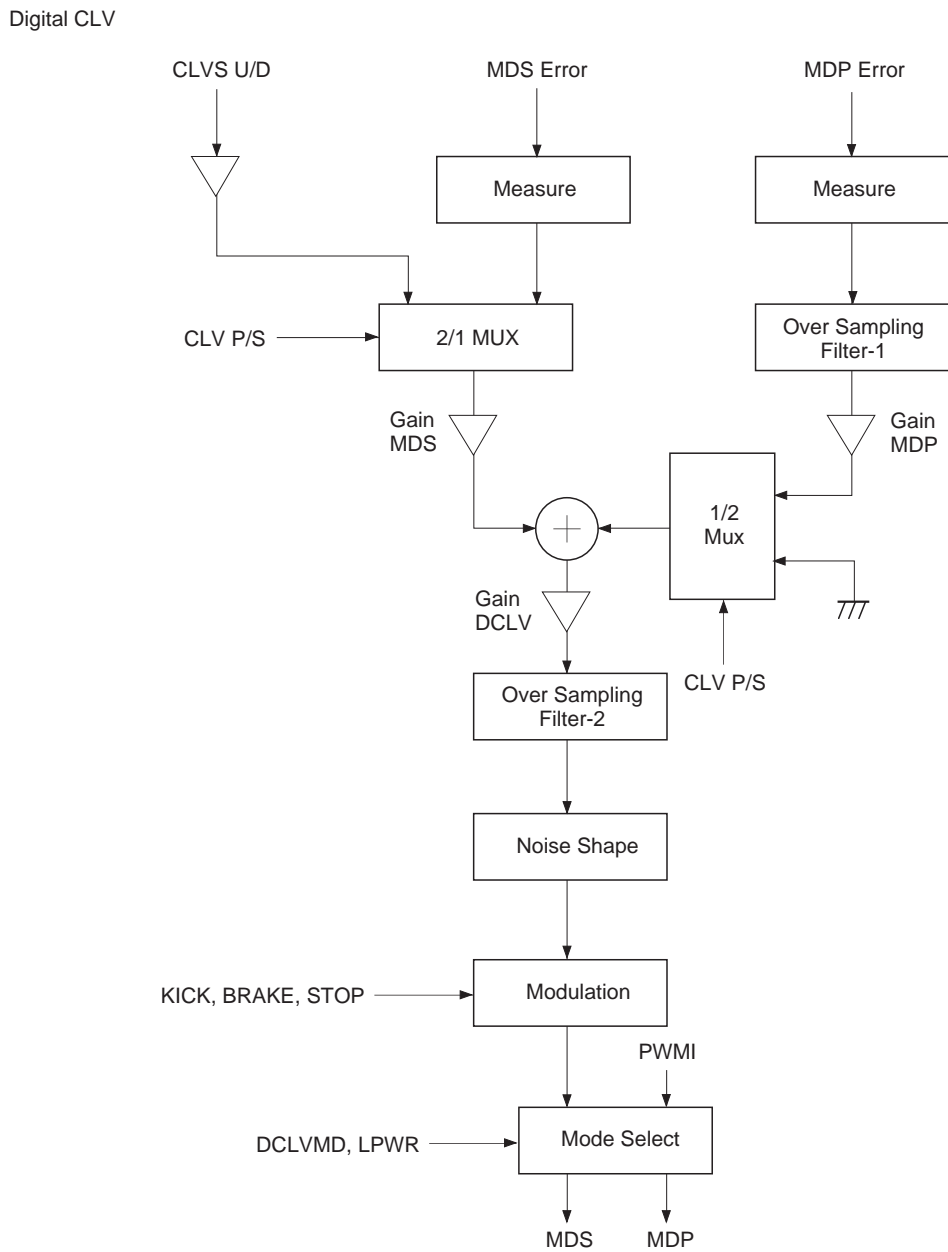 Digital CLV
CLVS U/D
MDS Error
MDP Error
Measure
Measure
CLV P/S
2/1 MUX
Over Sampling
Filter-1
Gain
MDS
Gain
MDP
1/2
Mux
Gain
DCLV
CLV P/S
Over Sampling
Filter-2
Noise Shape
KICK, BRAKE, STOP
Modulation
PWMI
DCLVMD, LPWR
Mode Select
MDS
MDP